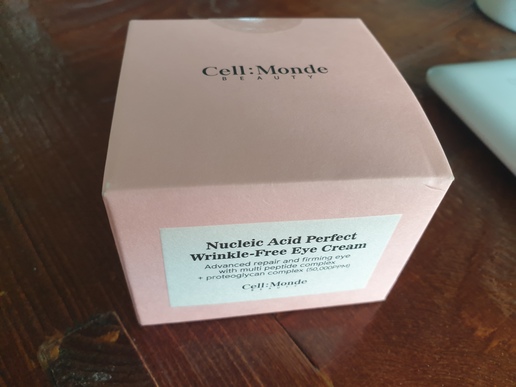 Cell:Monde
BEAUTY
Nucleic Acid Perfect
Wrinkle-Free Eye Cream
Advanced repair and firming eye
with multi peptide complex
+ proteoglycan complex (50,000PPM)
Cell:Monde
BEAUTY